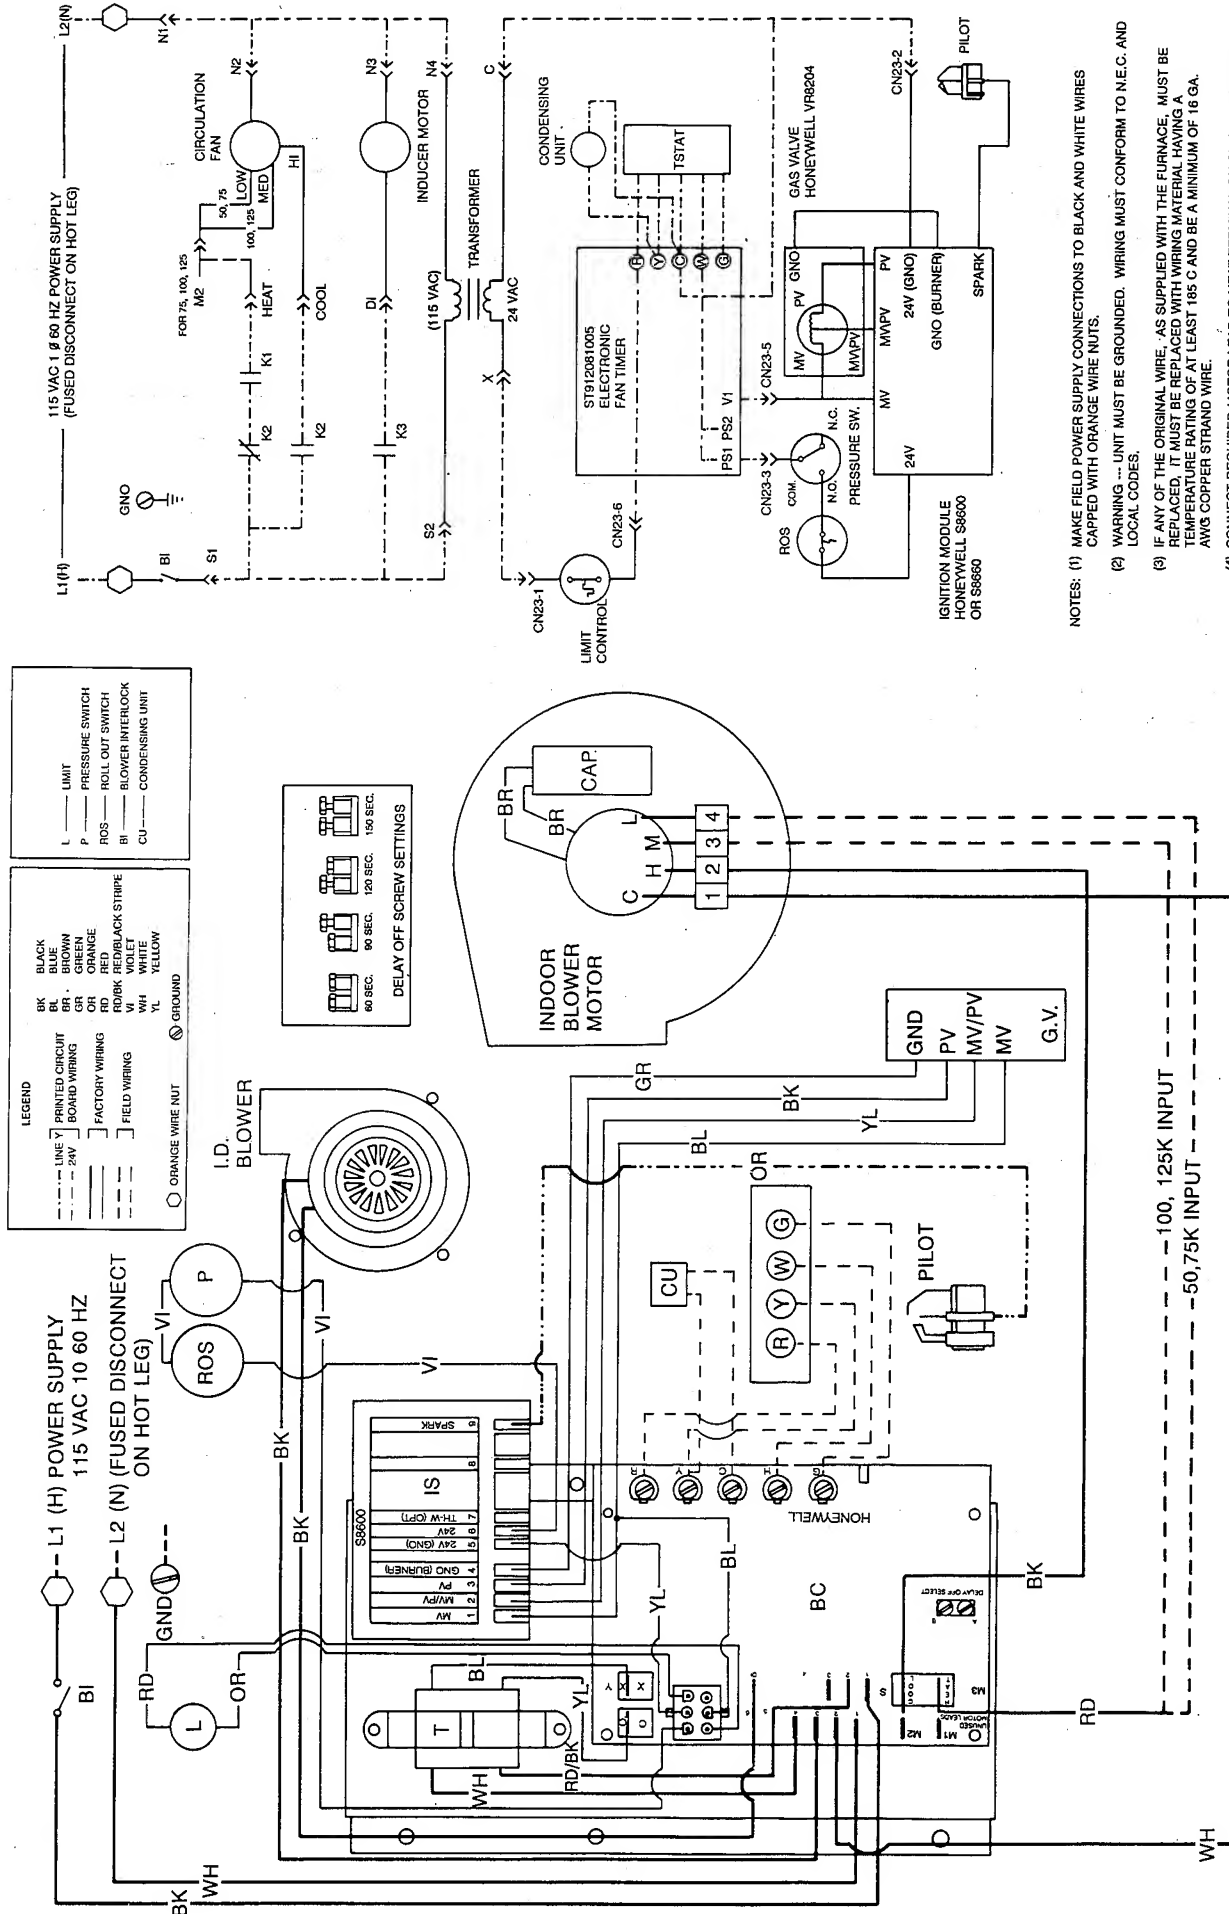 LEGEND
LINE V
24V
PRINTED CIRCUIT
BOARD WIRING
FACTORY WIRING
FIELD WIRING
ORANGE WIRE NUT
GROUND
BK BLACK
BL BLUE
BR. BROWN
GR GREEN
OR ORANGE
RD RED
RD/BK RED/BLACK STRIPE
VI VIOLET
WH WHITE
YL YELLOW
L LIMIT
P PRESSURE SWITCH
ROS ROLL OUT SWITCH
BI BLOWER INTERLOCK
CU CONDENSING UNIT
L1 (H) POWER SUPPLY
115 VAC 10 60 HZ
L2 (N) (FUSED DISCONNECT
ON HOT LEG)
GND
BI
RD
L
OR
BK
WH
BK
BK
ROS
P
VI
VI
VI
I.D.
BLOWER
60 SEC.
90 SEC.
120 SEC.
150 SEC.
DELAY OFF SCREW SETTINGS
INDOOR
BLOWER
MOTOR
CAP.
BR
BR
C H M L
1 2 3 4
S8600
MV 1
MV/PV 2
PV 3
GNO (BURNER) 4
24V (GNO) 5
24V 6
TH-W (OPT) 7
8
SPARK 9
IS
T
BL
YL
WH
RD/BK
YL
BL
GR
BK
YL
BL
GND
PV
MV/PV
MV
G.V.
OR
CU
R Y W G
PILOT
R
Y
C
H
G
HONEYWELL
BC
DELAY OFF SELECT
A
B
S
M3
M2
M1
UNUSED
MOTOR LEADS
BK
RD
100, 125K INPUT
50,75K INPUT
WH
L1(H)
115 VAC 1 Ø 60 HZ POWER SUPPLY
(FUSED DISCONNECT ON HOT LEG)
L2(N)
GNO
BI
S1
N1
FOR 75, 100, 125
M2
50, 75
100, 125
LOW
MED
HI
CIRCULATION
FAN
N2
K2
K1
HEAT
K2
COOL
K3
DI
N3
INDUCER MOTOR
S2
(115 VAC)
TRANSFORMER
24 VAC
N4
X
C
CN23-1
LIMIT
CONTROL
CN23-6
ST912081005
ELECTRONIC
FAN TIMER
R
Y
C
W
G
PS1 PS2
V1
CONDENSING
UNIT
TSTAT
CN23-3
CN23-5
COM.
N.O.
N.C.
PRESSURE SW.
ROS
GAS VALVE
HONEYWELL VR8204
MV
PV
GNO
MV\PV
24V
MV
MV\PV
PV
24V (GNO)
GNO (BURNER)
SPARK
CN23-2
PILOT
IGNITION MODULE
HONEYWELL S8600
OR S8660
NOTES: (1) MAKE FIELD POWER SUPPLY CONNECTIONS TO BLACK AND WHITE WIRES
CAPPED WITH ORANGE WIRE NUTS.
(2) WARNING --- UNIT MUST BE GROUNDED. WIRING MUST CONFORM TO N.E.C. AND
LOCAL CODES.
(3) IF ANY OF THE ORIGINAL WIRE, AS SUPPLIED WITH THE FURNACE, MUST BE
REPLACED, IT MUST BE REPLACED WITH WIRING MATERIAL HAVING A
TEMPERATURE RATING OF AT LEAST 185 C AND BE A MINIMUM OF 16 GA.
AWG COPPER STRAND WIRE.